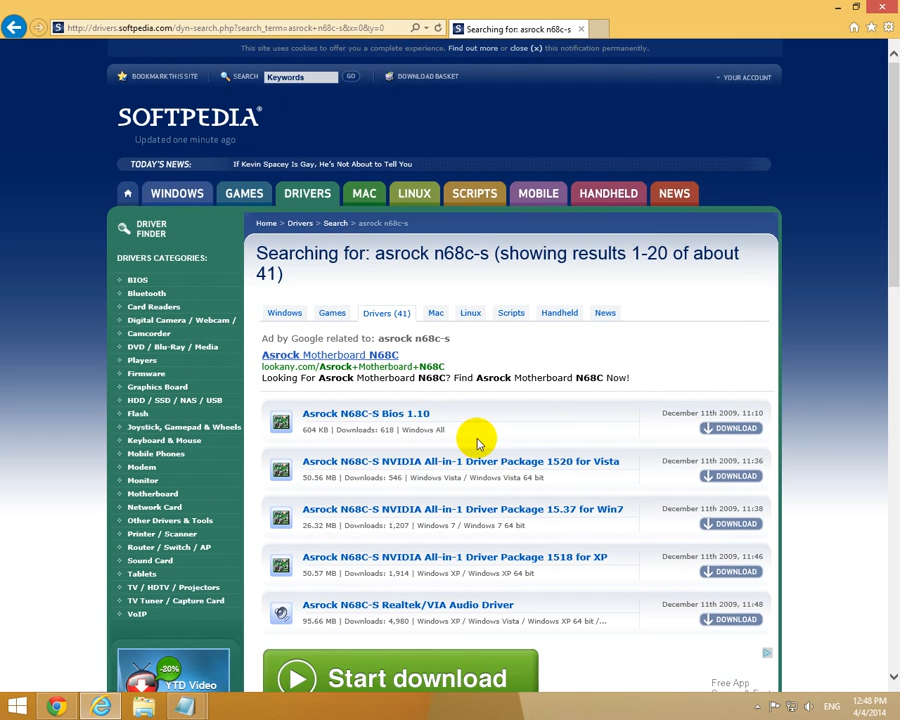 http://drivers.softpedia.com/dyn-search.php?search_term=asrock+n68c-s&x=0&y=0
Searching for: asrock n68c-s
This site uses cookies to offer you a complete experience. Find out more or close (x) this notification permanently.
BOOKMARK THIS SITE
SEARCH
Keywords
GO
DOWNLOAD BASKET
YOUR ACCOUNT
SOFTPEDIA®
Updated one minute ago
TODAY'S NEWS:
If Kevin Spacey Is Gay, He's Not About to Tell You
WINDOWS
GAMES
DRIVERS
MAC
LINUX
SCRIPTS
MOBILE
HANDHELD
NEWS
DRIVER
FINDER
DRIVERS CATEGORIES:
BIOS
Bluetooth
Card Readers
Digital Camera / Webcam /
Camcorder
DVD / Blu-Ray / Media
Players
Firmware
Graphics Board
HDD / SSD / NAS / USB
Flash
Joystick, Gamepad & Wheels
Keyboard & Mouse
Mobile Phones
Modem
Monitor
Motherboard
Network Card
Other Drivers & Tools
Printer / Scanner
Router / Switch / AP
Sound Card
Tablets
TV / HDTV / Projectors
TV Tuner / Capture Card
VoIP
-20%
YTD Video
Home > Drivers > Search > asrock n68c-s
Searching for: asrock n68c-s (showing results 1-20 of about
41)
Windows
Games
Drivers (41)
Mac
Linux
Scripts
Handheld
News
Ad by Google related to: asrock n68c-s
Asrock Motherboard N68C
lookany.com/Asrock+Motherboard+N68C
Looking For Asrock Motherboard N68C? Find Asrock Motherboard N68C Now!
Asrock N68C-S Bios 1.10
604 KB | Downloads: 618 | Windows All
December 11th 2009, 11:10
DOWNLOAD
Asrock N68C-S NVIDIA All-in-1 Driver Package 1520 for Vista
50.56 MB | Downloads: 546 | Windows Vista / Windows Vista 64 bit
December 11th 2009, 11:36
DOWNLOAD
Asrock N68C-S NVIDIA All-in-1 Driver Package 15.37 for Win7
26.32 MB | Downloads: 1,207 | Windows 7 / Windows 7 64 bit
December 11th 2009, 11:38
DOWNLOAD
Asrock N68C-S NVIDIA All-in-1 Driver Package 1518 for XP
50.57 MB | Downloads: 1,914 | Windows XP / Windows XP 64 bit
December 11th 2009, 11:46
DOWNLOAD
Asrock N68C-S Realtek/VIA Audio Driver
95.66 MB | Downloads: 4,980 | Windows XP / Windows Vista / Windows XP 64 bit /...
December 11th 2009, 11:48
DOWNLOAD
Start download
Free App
ENG
12:48 PM
4/4/2014